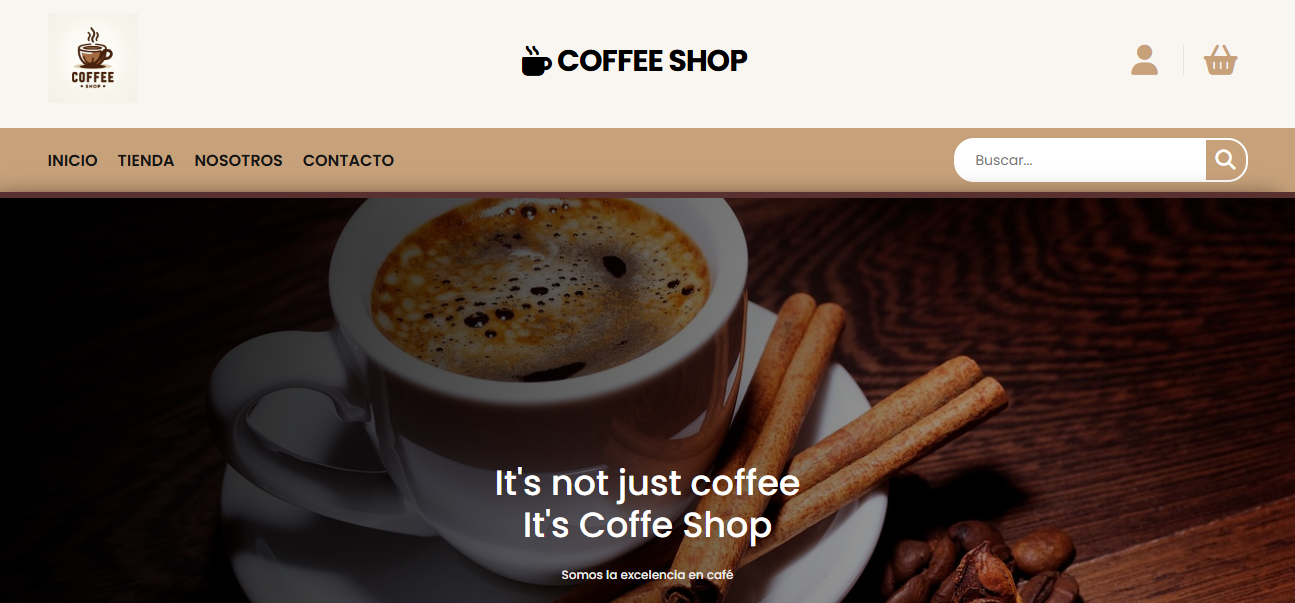 COFFEE
• SHOP •
COFFEE SHOP
INICIO TIENDA NOSOTROS CONTACTO
Buscar...
It's not just coffee
It's Coffe Shop
Somos la excelencia en café